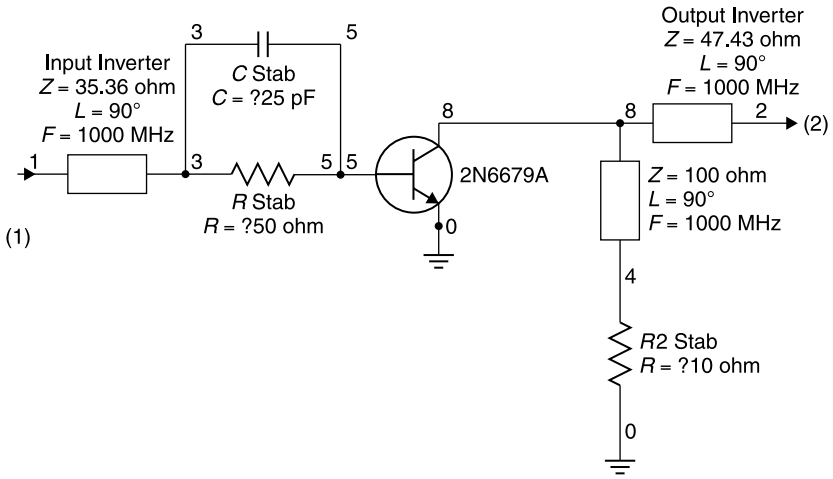 Input Inverter
Z = 35.36 ohm
L = 90°
F = 1000 MHz
1
(1)
3
5
C Stab
C = ?25 pF
3
5 5
R Stab
R = ?50 ohm
8
2N6679A
0
Output Inverter
Z = 47.43 ohm
L = 90°
F = 1000 MHz
8
2
(2)
Z = 100 ohm
L = 90°
F = 1000 MHz
4
R2 Stab
R = ?10 ohm
0